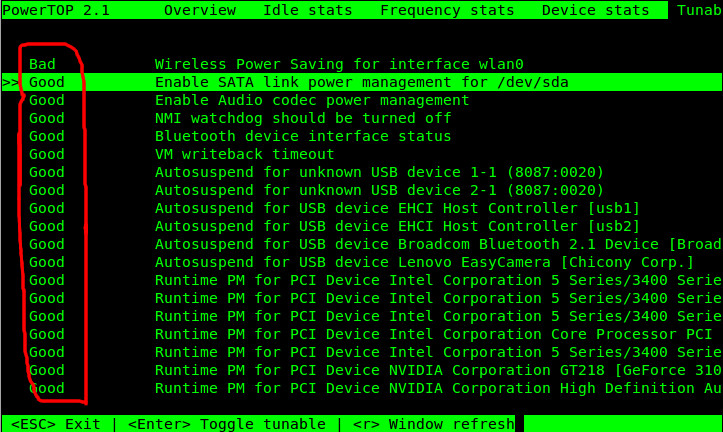 PowerTOP 2.1 Overview Idle stats Frequency stats Device stats Tunab
Bad Wireless Power Saving for interface wlan0
>> Good Enable SATA link power management for /dev/sda
Good Enable Audio codec power management
Good NMI watchdog should be turned off
Good Bluetooth device interface status
Good VM writeback timeout
Good Autosuspend for unknown USB device 1-1 (8087:0020)
Good Autosuspend for unknown USB device 2-1 (8087:0020)
Good Autosuspend for USB device EHCI Host Controller [usb1]
Good Autosuspend for USB device EHCI Host Controller [usb2]
Good Autosuspend for USB device Broadcom Bluetooth 2.1 Device [Broad
Good Autosuspend for USB device Lenovo EasyCamera [Chicony Corp.]
Good Runtime PM for PCI Device Intel Corporation 5 Series/3400 Serie
Good Runtime PM for PCI Device Intel Corporation 5 Series/3400 Serie
Good Runtime PM for PCI Device Intel Corporation 5 Series/3400 Serie
Good Runtime PM for PCI Device Intel Corporation Core Processor PCI
Good Runtime PM for PCI Device Intel Corporation 5 Series/3400 Serie
Good Runtime PM for PCI Device NVIDIA Corporation GT218 [GeForce 310
Good Runtime PM for PCI Device NVIDIA Corporation High Definition Au
<ESC> Exit | <Enter> Toggle tunable | <r> Window refresh